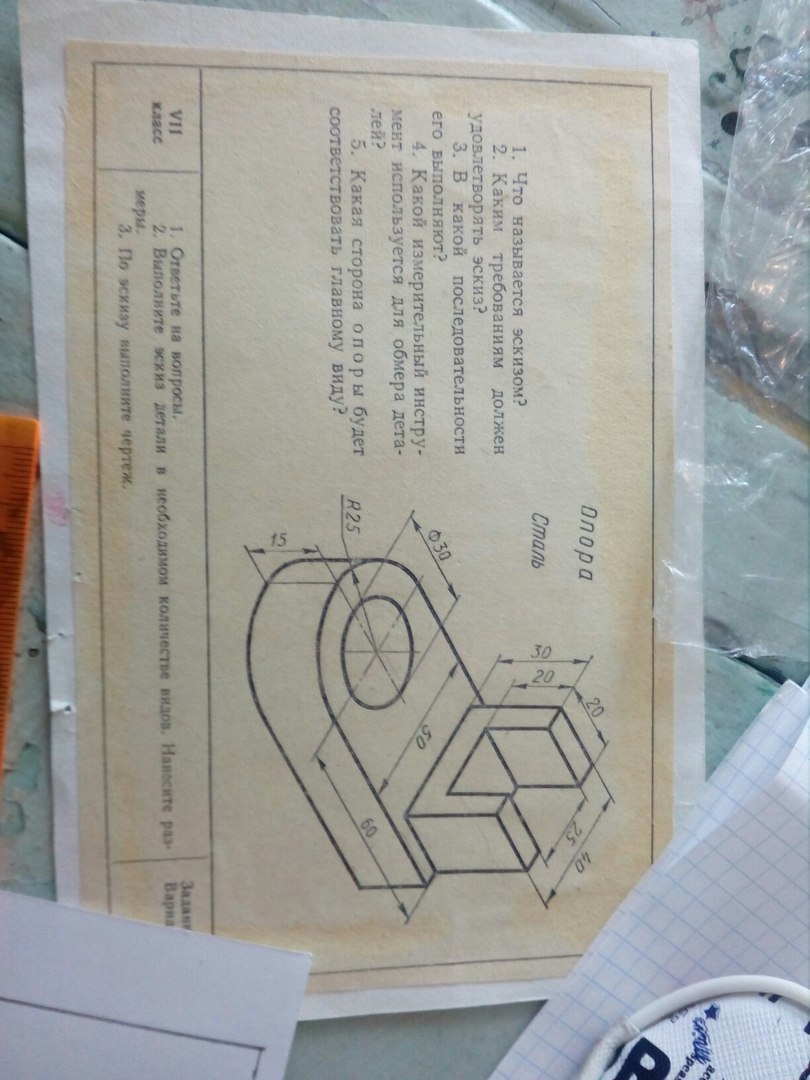 1. Что называется эскизом?
2. Каким требованиям должен
удовлетворять эскиз?
3. В какой последовательности
его выполняют?
4. Какой измерительный инстру-
мент используется для обмера дета-
лей?
5. Какая сторона опоры будет
соответствовать главному виду?
Опора
Сталь
30
20
20
25
40
Ф30
R25
15
50
60
VII
класс
1. Ответьте на вопросы.
2. Выполните эскиз детали в необходимом количестве видов. Нанесите раз-
меры.
3. По эскизу выполните чертеж.